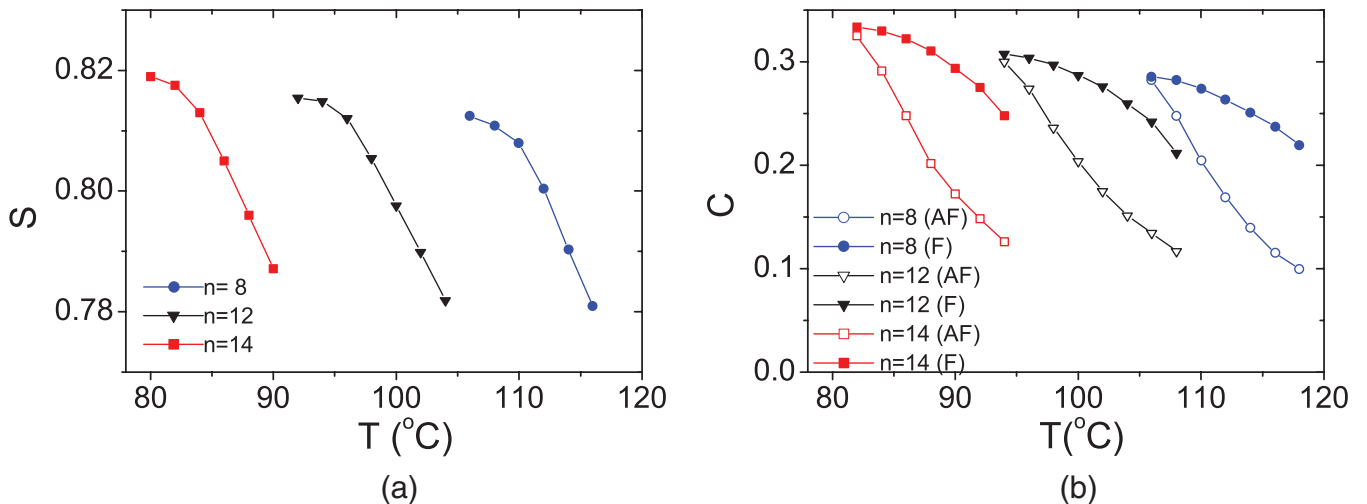 0.82
0.80
0.78
S
n= 8
n=12
n=14
80 90 100 110 120
T (°C)
(a)
0.3
0.2
0.1
0.0
C
n=8 (AF)
n=8 (F)
n=12 (AF)
n=12 (F)
n=14 (AF)
n=14 (F)
80 90 100 110 120
T(°C)
(b)